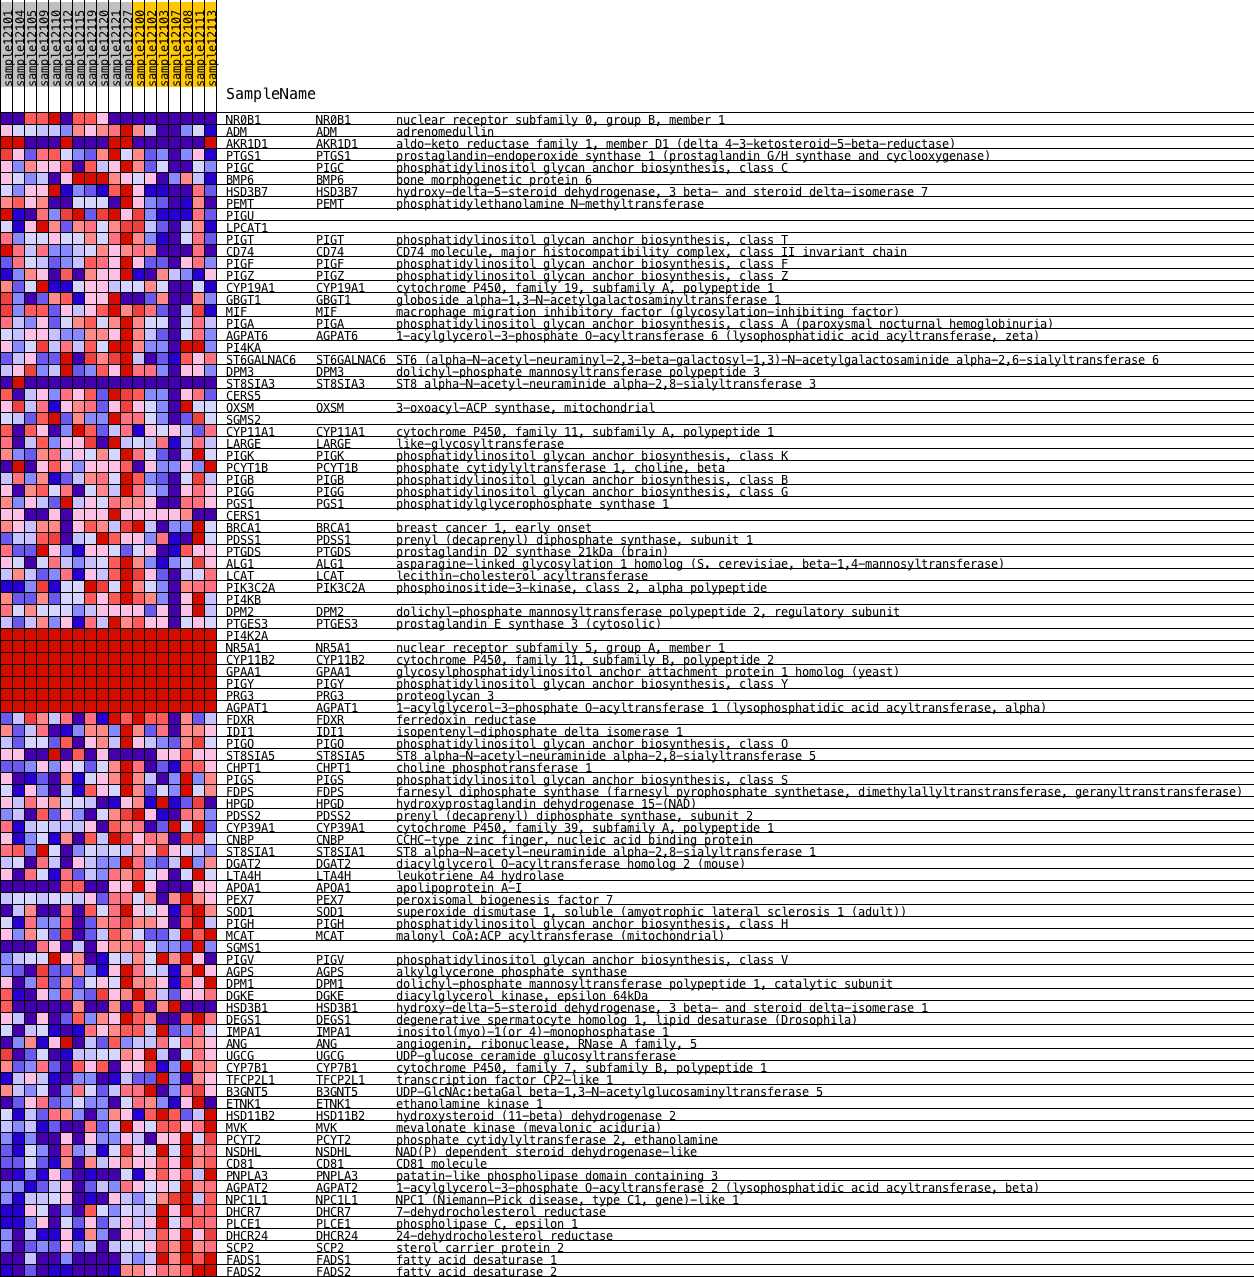 sample12101 sample12104 sample12105 sample12109 sample12110 sample12112 sample12115 sample12119 sample12120 sample12121 sample12127 sample12100 sample12102 sample12103 sample12107 sample12108 sample12111 sample12113
SampleName
NR0B1 NR0B1 nuclear receptor subfamily 0, group B, member 1
ADM ADM adrenomedullin
AKR1D1 AKR1D1 aldo-keto reductase family 1, member D1 (delta 4-3-ketosteroid-5-beta-reductase)
PTGS1 PTGS1 prostaglandin-endoperoxide synthase 1 (prostaglandin G/H synthase and cyclooxygenase)
PIGC PIGC phosphatidylinositol glycan anchor biosynthesis, class C
BMP6 BMP6 bone morphogenetic protein 6
HSD3B7 HSD3B7 hydroxy-delta-5-steroid dehydrogenase, 3 beta- and steroid delta-isomerase 7
PEMT PEMT phosphatidylethanolamine N-methyltransferase
PIGU
LPCAT1
PIGT PIGT phosphatidylinositol glycan anchor biosynthesis, class T
CD74 CD74 CD74 molecule, major histocompatibility complex, class II invariant chain
PIGF PIGF phosphatidylinositol glycan anchor biosynthesis, class F
PIGZ PIGZ phosphatidylinositol glycan anchor biosynthesis, class Z
CYP19A1 CYP19A1 cytochrome P450, family 19, subfamily A, polypeptide 1
GBGT1 GBGT1 globoside alpha-1,3-N-acetylgalactosaminyltransferase 1
MIF MIF macrophage migration inhibitory factor (glycosylation-inhibiting factor)
PIGA PIGA phosphatidylinositol glycan anchor biosynthesis, class A (paroxysmal nocturnal hemoglobinuria)
AGPAT6 AGPAT6 1-acylglycerol-3-phosphate O-acyltransferase 6 (lysophosphatidic acid acyltransferase, zeta)
PI4KA
ST6GALNAC6 ST6GALNAC6 ST6 (alpha-N-acetyl-neuraminyl-2,3-beta-galactosyl-1,3)-N-acetylgalactosaminide alpha-2,6-sialyltransferase 6
DPM3 DPM3 dolichyl-phosphate mannosyltransferase polypeptide 3
ST8SIA3 ST8SIA3 ST8 alpha-N-acetyl-neuraminide alpha-2,8-sialyltransferase 3
CERS5
OXSM OXSM 3-oxoacyl-ACP synthase, mitochondrial
SGMS2
CYP11A1 CYP11A1 cytochrome P450, family 11, subfamily A, polypeptide 1
LARGE LARGE like-glycosyltransferase
PIGK PIGK phosphatidylinositol glycan anchor biosynthesis, class K
PCYT1B PCYT1B phosphate cytidylyltransferase 1, choline, beta
PIGB PIGB phosphatidylinositol glycan anchor biosynthesis, class B
PIGG PIGG phosphatidylinositol glycan anchor biosynthesis, class G
PGS1 PGS1 phosphatidylglycerophosphate synthase 1
CERS1
BRCA1 BRCA1 breast cancer 1, early onset
PDSS1 PDSS1 prenyl (decaprenyl) diphosphate synthase, subunit 1
PTGDS PTGDS prostaglandin D2 synthase 21kDa (brain)
ALG1 ALG1 asparagine-linked glycosylation 1 homolog (S. cerevisiae, beta-1,4-mannosyltransferase)
LCAT LCAT lecithin-cholesterol acyltransferase
PIK3C2A PIK3C2A phosphoinositide-3-kinase, class 2, alpha polypeptide
PI4KB
DPM2 DPM2 dolichyl-phosphate mannosyltransferase polypeptide 2, regulatory subunit
PTGES3 PTGES3 prostaglandin E synthase 3 (cytosolic)
PI4K2A
NR5A1 NR5A1 nuclear receptor subfamily 5, group A, member 1
CYP11B2 CYP11B2 cytochrome P450, family 11, subfamily B, polypeptide 2
GPAA1 GPAA1 glycosylphosphatidylinositol anchor attachment protein 1 homolog (yeast)
PIGY PIGY phosphatidylinositol glycan anchor biosynthesis, class Y
PRG3 PRG3 proteoglycan 3
AGPAT1 AGPAT1 1-acylglycerol-3-phosphate O-acyltransferase 1 (lysophosphatidic acid acyltransferase, alpha)
FDXR FDXR ferredoxin reductase
IDI1 IDI1 isopentenyl-diphosphate delta isomerase 1
PIGO PIGO phosphatidylinositol glycan anchor biosynthesis, class O
ST8SIA5 ST8SIA5 ST8 alpha-N-acetyl-neuraminide alpha-2,8-sialyltransferase 5
CHPT1 CHPT1 choline phosphotransferase 1
PIGS PIGS phosphatidylinositol glycan anchor biosynthesis, class S
FDPS FDPS farnesyl diphosphate synthase (farnesyl pyrophosphate synthetase, dimethylallyltranstransferase, geranyltranstransferase)
HPGD HPGD hydroxyprostaglandin dehydrogenase 15-(NAD)
PDSS2 PDSS2 prenyl (decaprenyl) diphosphate synthase, subunit 2
CYP39A1 CYP39A1 cytochrome P450, family 39, subfamily A, polypeptide 1
CNBP CNBP CCHC-type zinc finger, nucleic acid binding protein
ST8SIA1 ST8SIA1 ST8 alpha-N-acetyl-neuraminide alpha-2,8-sialyltransferase 1
DGAT2 DGAT2 diacylglycerol O-acyltransferase homolog 2 (mouse)
LTA4H LTA4H leukotriene A4 hydrolase
APOA1 APOA1 apolipoprotein A-I
PEX7 PEX7 peroxisomal biogenesis factor 7
SOD1 SOD1 superoxide dismutase 1, soluble (amyotrophic lateral sclerosis 1 (adult))
PIGH PIGH phosphatidylinositol glycan anchor biosynthesis, class H
MCAT MCAT malonyl CoA:ACP acyltransferase (mitochondrial)
SGMS1
PIGV PIGV phosphatidylinositol glycan anchor biosynthesis, class V
AGPS AGPS alkylglycerone phosphate synthase
DPM1 DPM1 dolichyl-phosphate mannosyltransferase polypeptide 1, catalytic subunit
DGKE DGKE diacylglycerol kinase, epsilon 64kDa
HSD3B1 HSD3B1 hydroxy-delta-5-steroid dehydrogenase, 3 beta- and steroid delta-isomerase 1
DEGS1 DEGS1 degenerative spermatocyte homolog 1, lipid desaturase (Drosophila)
IMPA1 IMPA1 inositol(myo)-1(or 4)-monophosphatase 1
ANG ANG angiogenin, ribonuclease, RNase A family, 5
UGCG UGCG UDP-glucose ceramide glucosyltransferase
CYP7B1 CYP7B1 cytochrome P450, family 7, subfamily B, polypeptide 1
TFCP2L1 TFCP2L1 transcription factor CP2-like 1
B3GNT5 B3GNT5 UDP-GlcNAc:betaGal beta-1,3-N-acetylglucosaminyltransferase 5
ETNK1 ETNK1 ethanolamine kinase 1
HSD11B2 HSD11B2 hydroxysteroid (11-beta) dehydrogenase 2
MVK MVK mevalonate kinase (mevalonic aciduria)
PCYT2 PCYT2 phosphate cytidylyltransferase 2, ethanolamine
NSDHL NSDHL NAD(P) dependent steroid dehydrogenase-like
CD81 CD81 CD81 molecule
PNPLA3 PNPLA3 patatin-like phospholipase domain containing 3
AGPAT2 AGPAT2 1-acylglycerol-3-phosphate O-acyltransferase 2 (lysophosphatidic acid acyltransferase, beta)
NPC1L1 NPC1L1 NPC1 (Niemann-Pick disease, type C1, gene)-like 1
DHCR7 DHCR7 7-dehydrocholesterol reductase
PLCE1 PLCE1 phospholipase C, epsilon 1
DHCR24 DHCR24 24-dehydrocholesterol reductase
SCP2 SCP2 sterol carrier protein 2
FADS1 FADS1 fatty acid desaturase 1
FADS2 FADS2 fatty acid desaturase 2